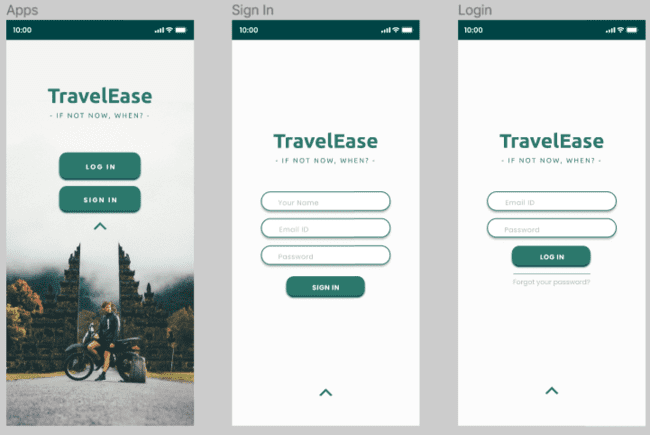 Apps
10:00
TravelEase
- IF NOT NOW, WHEN? -
LOG IN
SIGN IN
Sign In
10:00
TravelEase
- IF NOT NOW, WHEN? -
Your Name
Email ID
Password
SIGN IN
Login
10:00
TravelEase
- IF NOT NOW, WHEN? -
Email ID
Password
LOG IN
Forgot your password?